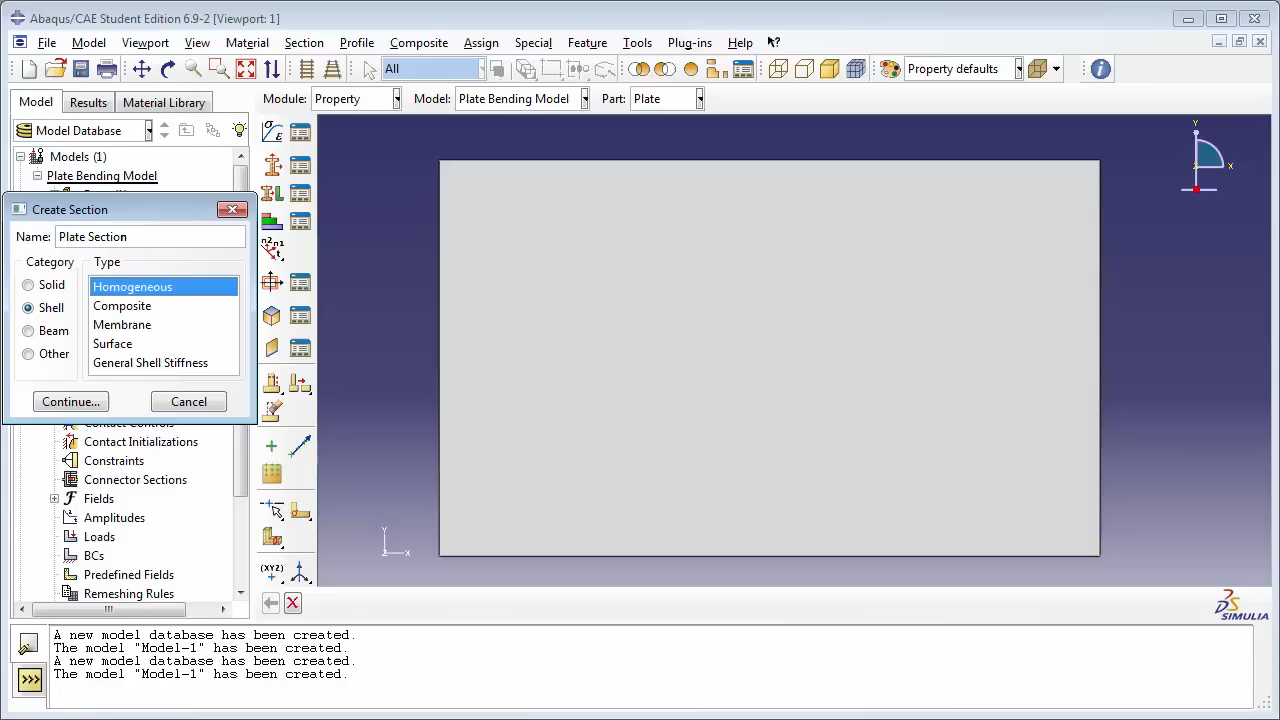 Abaqus/CAE Student Edition 6.9-2 [Viewport: 1]
File Model Viewport View Material Section Profile Composite Assign Special Feature Tools Plug-ins Help
All
Property defaults
Model Results Material Library
Module: Property Model: Plate Bending Model Part: Plate
Model Database
Models (1)
Plate Bending Model
Create Section
Name: Plate Section
Category Type
Solid
Shell
Beam
Other
Homogeneous
Composite
Membrane
Surface
General Shell Stiffness
Continue... Cancel
Contact Initializations
Constraints
Connector Sections
Fields
Amplitudes
Loads
BCs
Predefined Fields
Remeshing Rules
Y
X
Z
Y
X
Z
SIMULIA
A new model database has been created.
The model "Model-1" has been created.
A new model database has been created.
The model "Model-1" has been created.